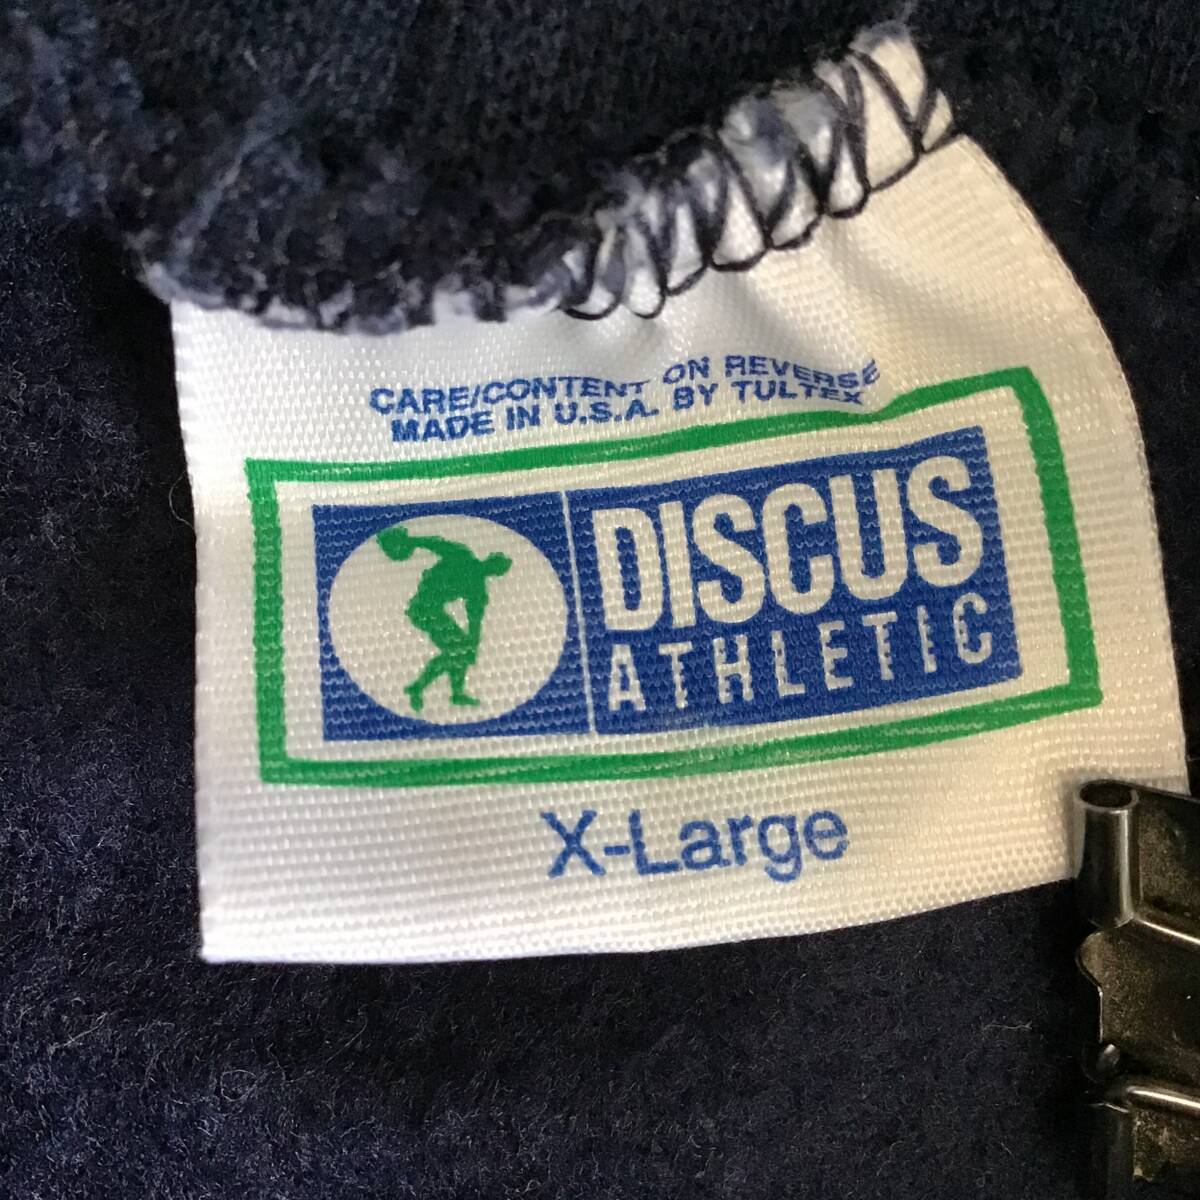 CARE/CONTENT ON REVERSE
MADE IN U.S.A. BY TULTEX
DISCUS
ATHLETIC
X-Large